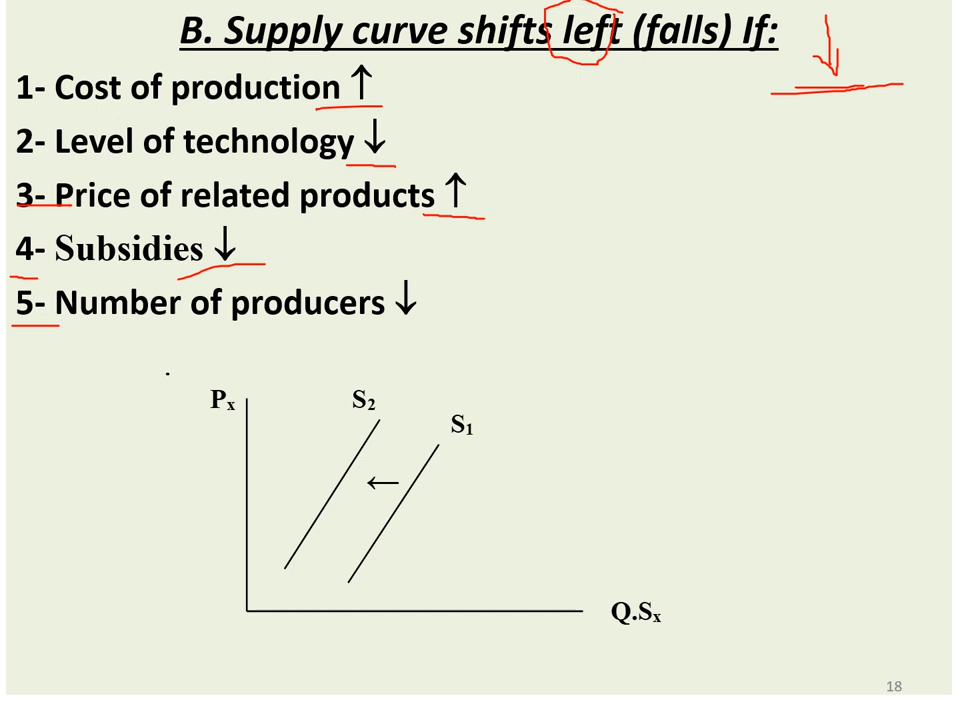 B. Supply curve shifts left (falls) If:
1- Cost of production ↑
2- Level of technology ↓
3- Price of related products ↑
4- Subsidies ↓
5- Number of producers ↓
Px S2
S1
←
Q.Sx
18